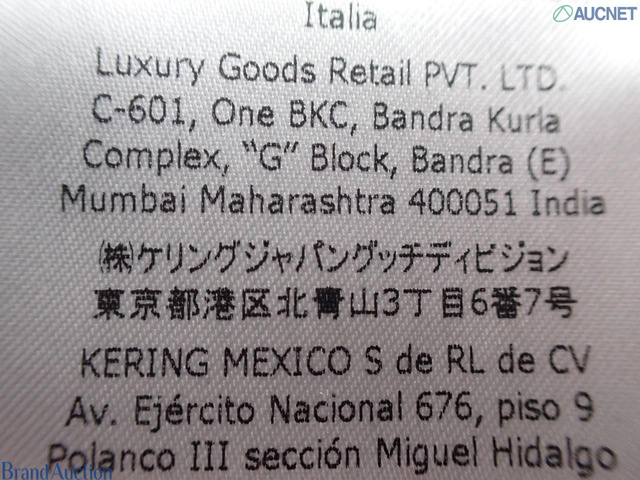 Italia
AUCNET
Luxury Goods Retail PVT. LTD.
C-601, One BKC, Bandra Kurla
Complex, “G” Block, Bandra (E)
Mumbai Maharashtra 400051 India
㈱ケリングジャパングッチディビジョン
東京都港区北青山3丁目6番7号
KERING MEXICO S de RL de CV
Av. Ejército Nacional 676, piso 9
Polanco III sección Miguel Hidalgo
BrandAuction